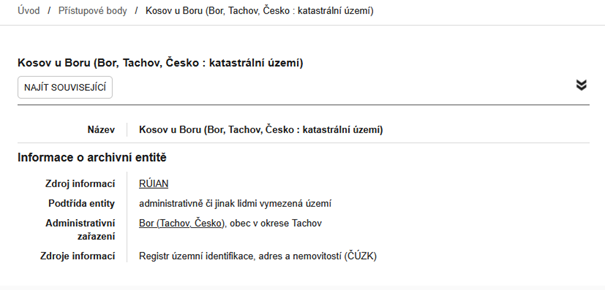 Úvod / Přístupové body / Kosov u Boru (Bor, Tachov, Česko : katastrální území)
Kosov u Boru (Bor, Tachov, Česko : katastrální území)
NAJÍT SOUVISEJÍCÍ
Název Kosov u Boru (Bor, Tachov, Česko : katastrální území)
Informace o archivní entitě
Zdroj informací RÚIAN
Podtřída entity administrativně či jinak lidmi vymezená území
Administrativní zařazení Bor (Tachov, Česko), obec v okrese Tachov
Zdroje informací Registr územní identifikace, adres a nemovitostí (ČÚZK)